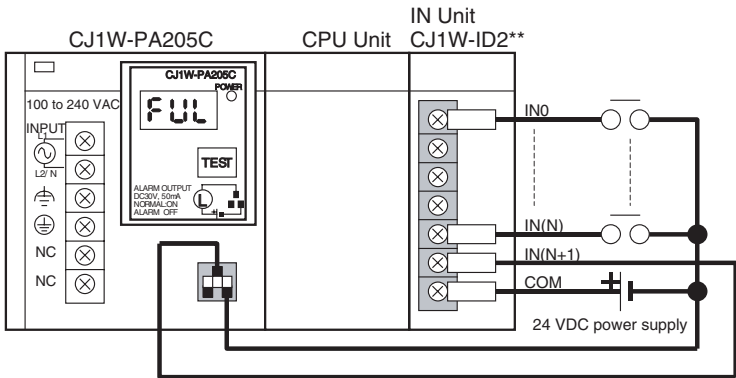 IN Unit
CJ1W-PA205C CPU Unit CJ1W-ID2**
CJ1W-PA205C
POWER
FUL
TEST
ALARM OUTPUT
DC30V, 50mA
NORMAL:ON
ALARM OFF
L
100 to 240 VAC
INPUT
L1
L2/ N
NC
NC
IN0
IN(N)
IN(N+1)
COM
+
24 VDC power supply